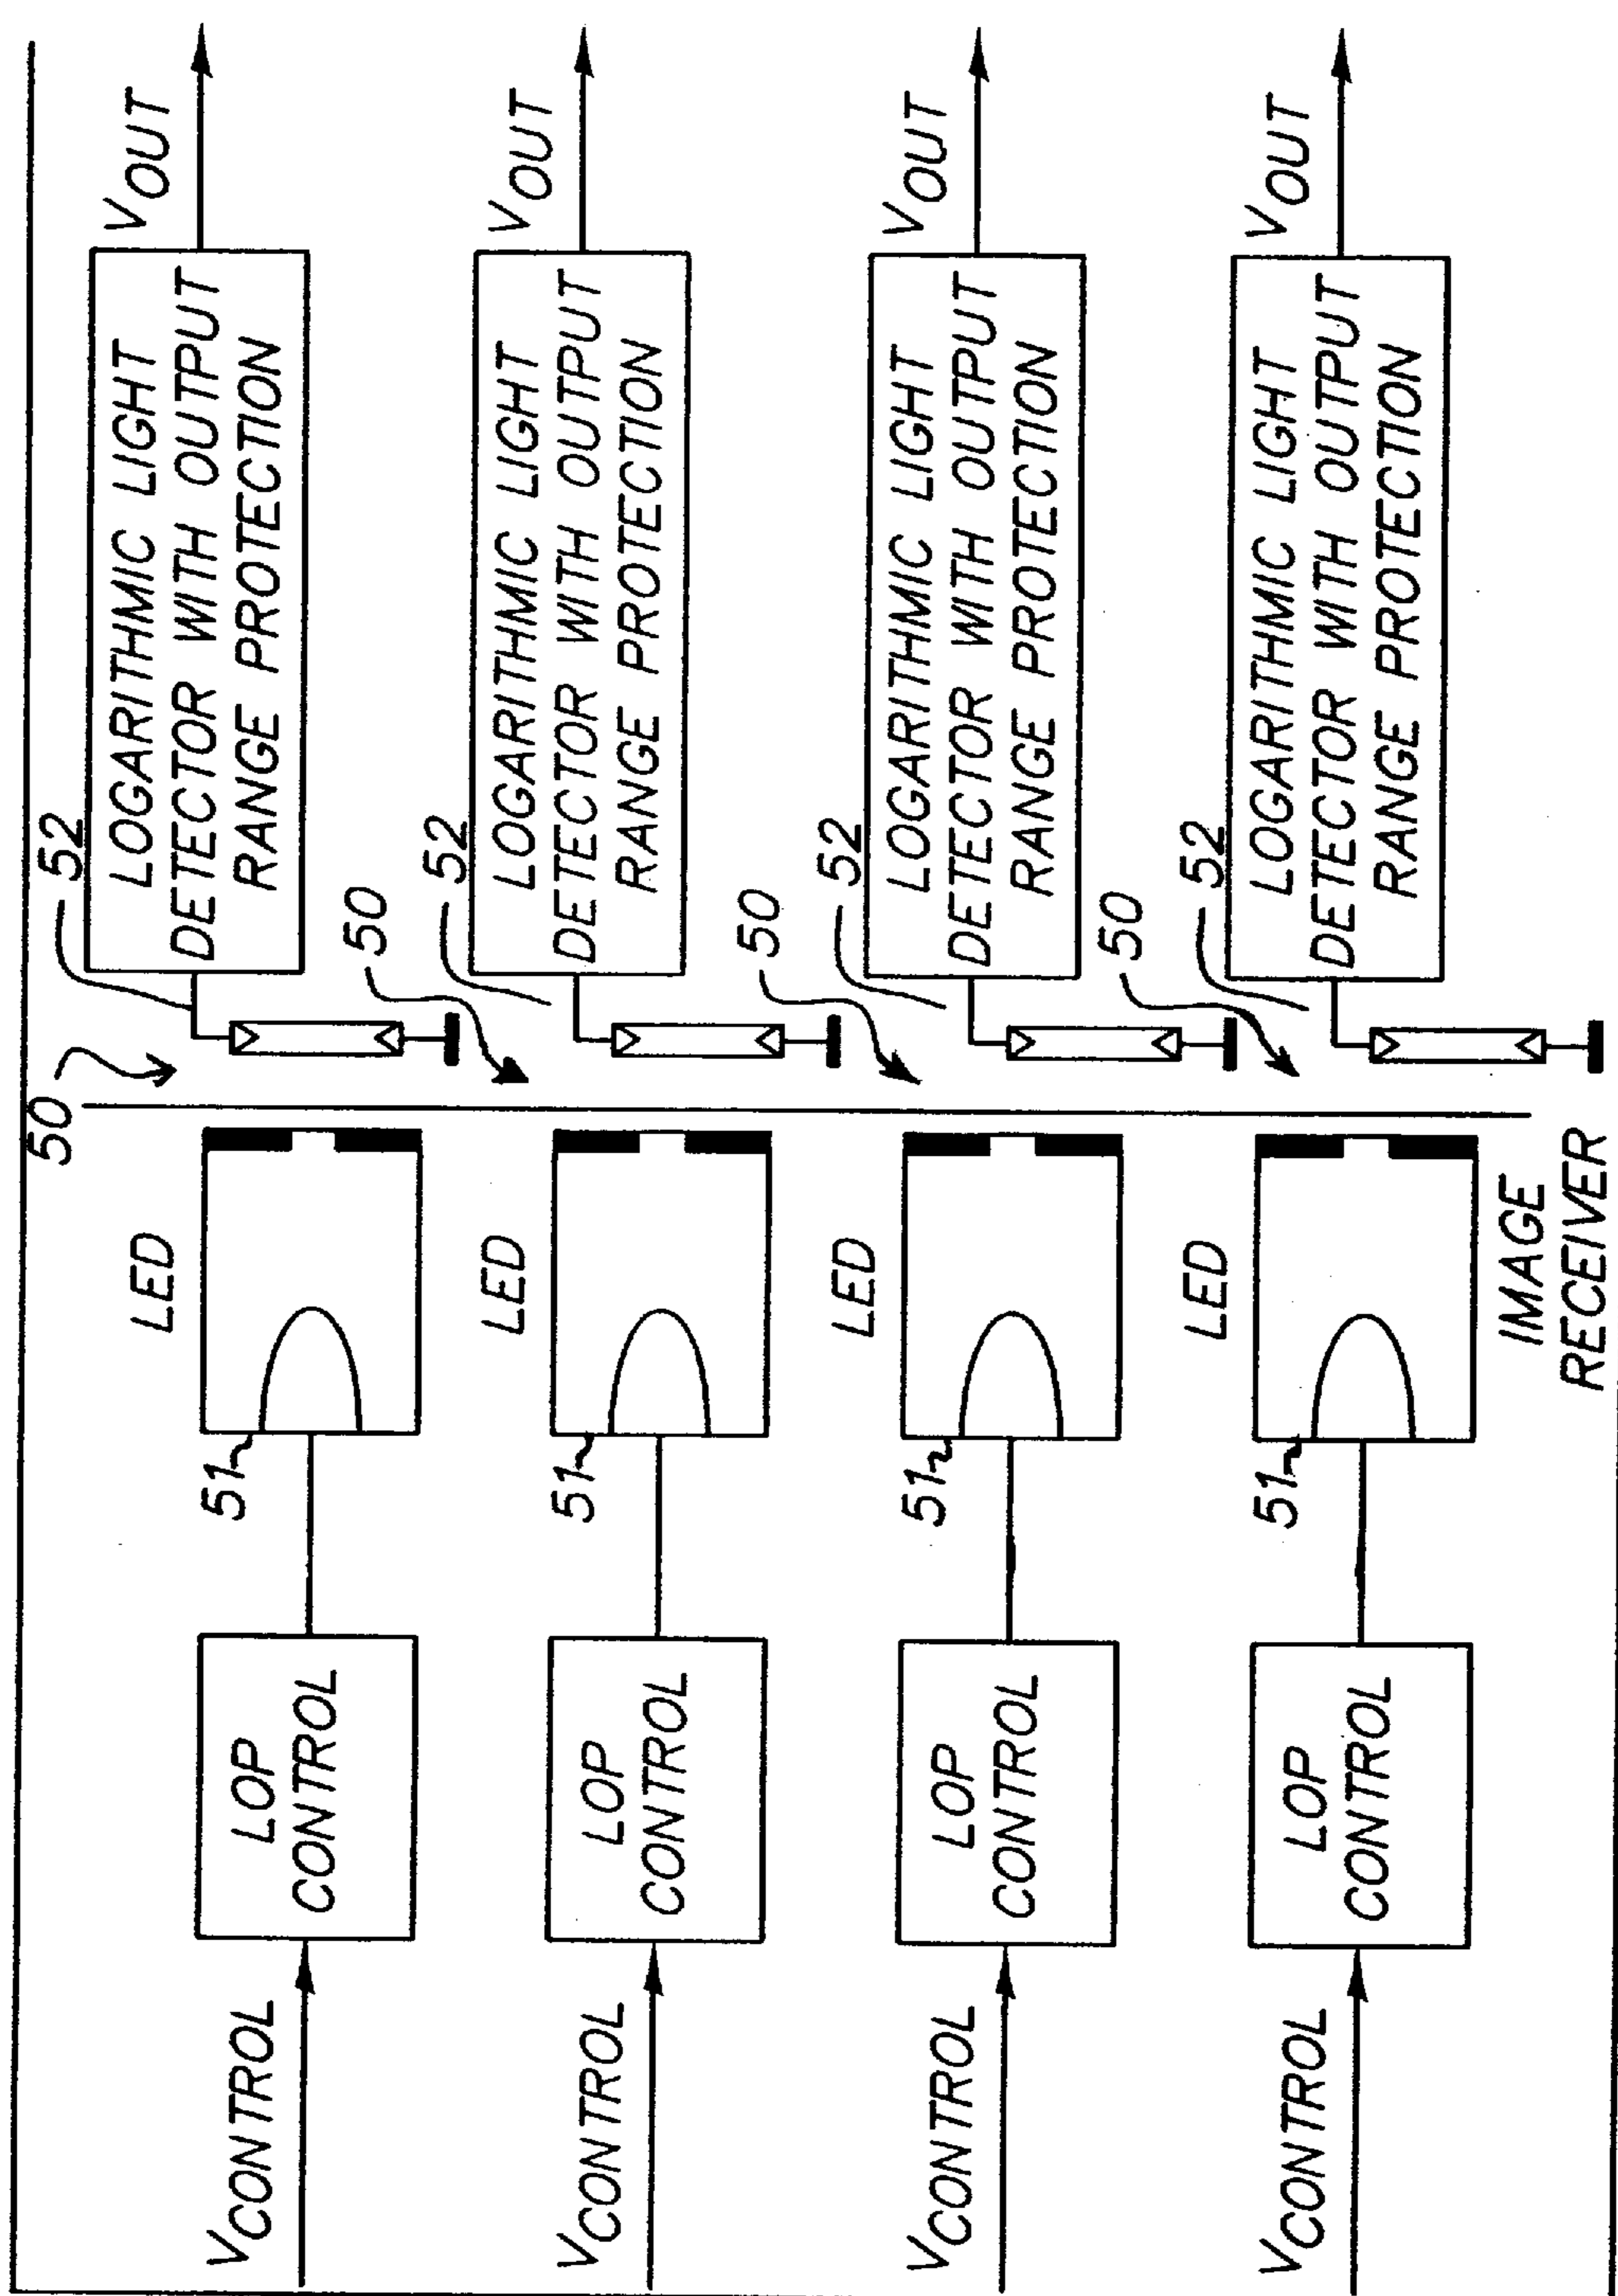 50
52
LOGARITHMIC LIGHT
DETECTOR WITH OUTPUT
RANGE PROTECTION
VOUT
VCONTROL
LOP
CONTROL
51
LED
50
52
LOGARITHMIC LIGHT
DETECTOR WITH OUTPUT
RANGE PROTECTION
VOUT
VCONTROL
LOP
CONTROL
51
LED
50
52
LOGARITHMIC LIGHT
DETECTOR WITH OUTPUT
RANGE PROTECTION
VOUT
VCONTROL
LOP
CONTROL
51
LED
50
52
LOGARITHMIC LIGHT
DETECTOR WITH OUTPUT
RANGE PROTECTION
VOUT
VCONTROL
LOP
CONTROL
51
LED
IMAGE
RECEIVER